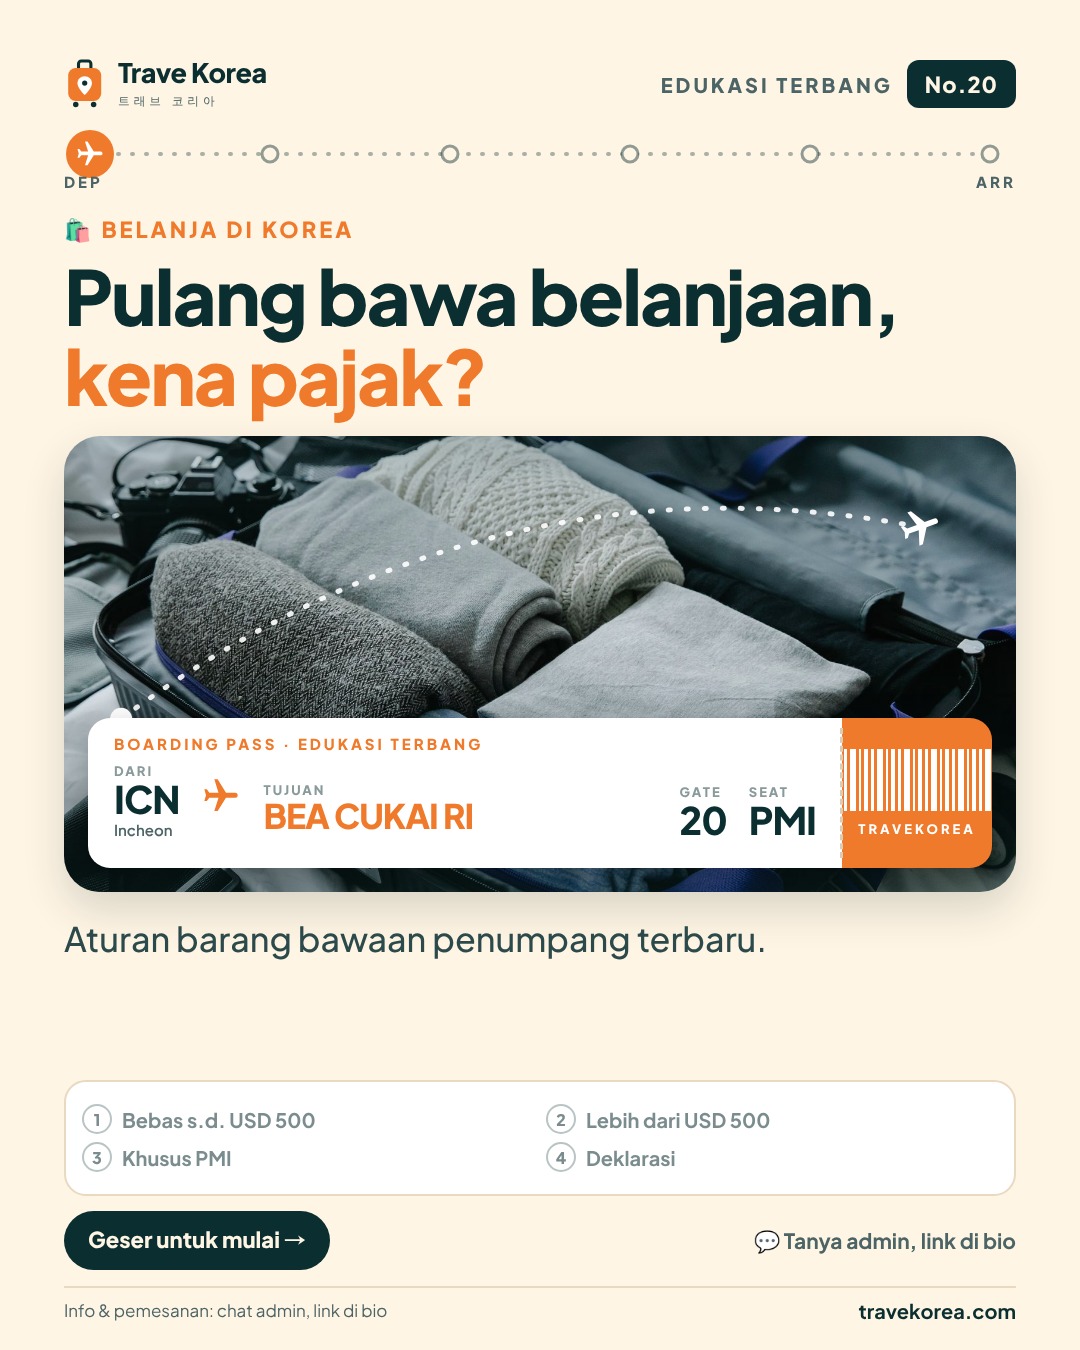 Trave Korea
트래브 코리아
EDUKASI TERBANG
No.20
DEP
ARR
BELANJA DI KOREA
Pulang bawa belanjaan,
kena pajak?
BOARDING PASS · EDUKASI TERBANG
DARI
ICN
Incheon
TUJUAN
BEA CUKAI RI
GATE
20
SEAT
PMI
TRAVEKOREA
Aturan barang bawaan penumpang terbaru.
1 Bebas s.d. USD 500
2 Lebih dari USD 500
3 Khusus PMI
4 Deklarasi
Geser untuk mulai →
💬 Tanya admin, link di bio
Info & pemesanan: chat admin, link di bio
travekorea.com